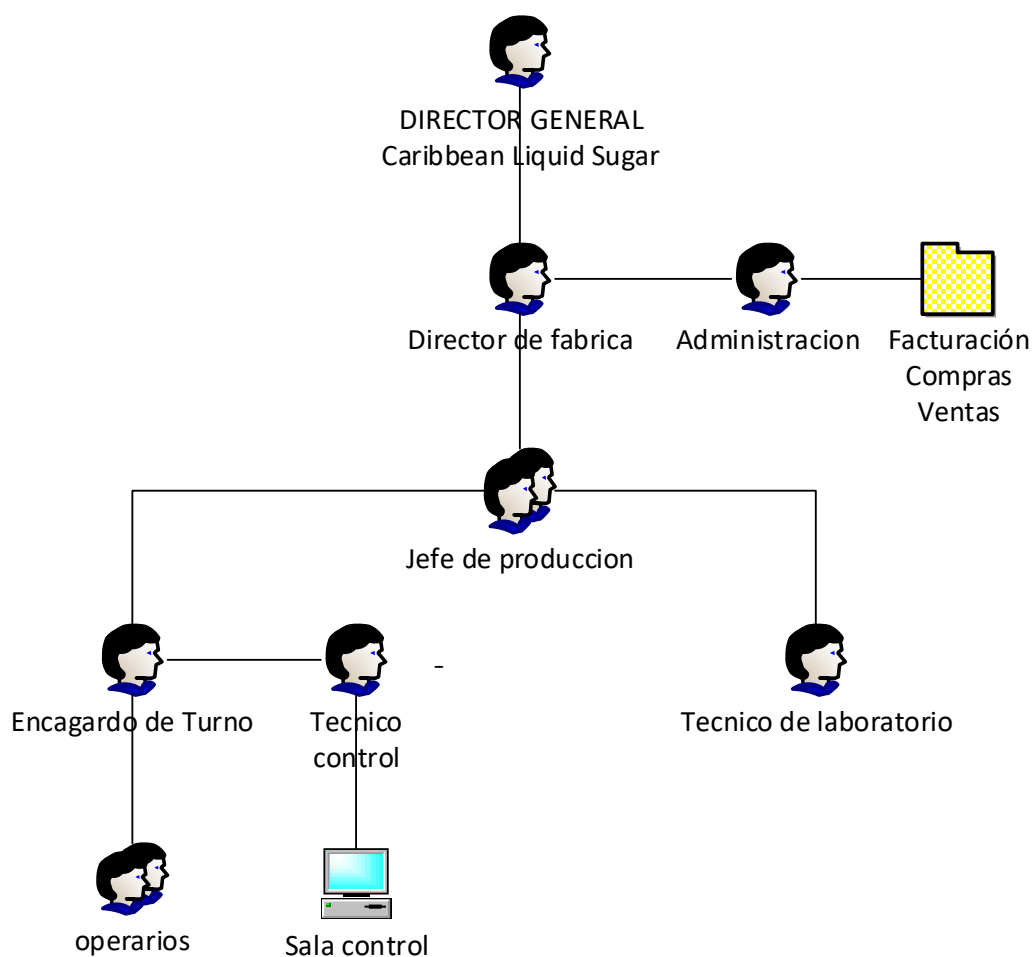 DIRECTOR GENERAL
Caribbean Liquid Sugar
Director de fabrica
Administracion
Facturación
Compras
Ventas
Jefe de produccion
Encagardo de Turno
Tecnico
control
-
Tecnico de laboratorio
operarios
Sala control